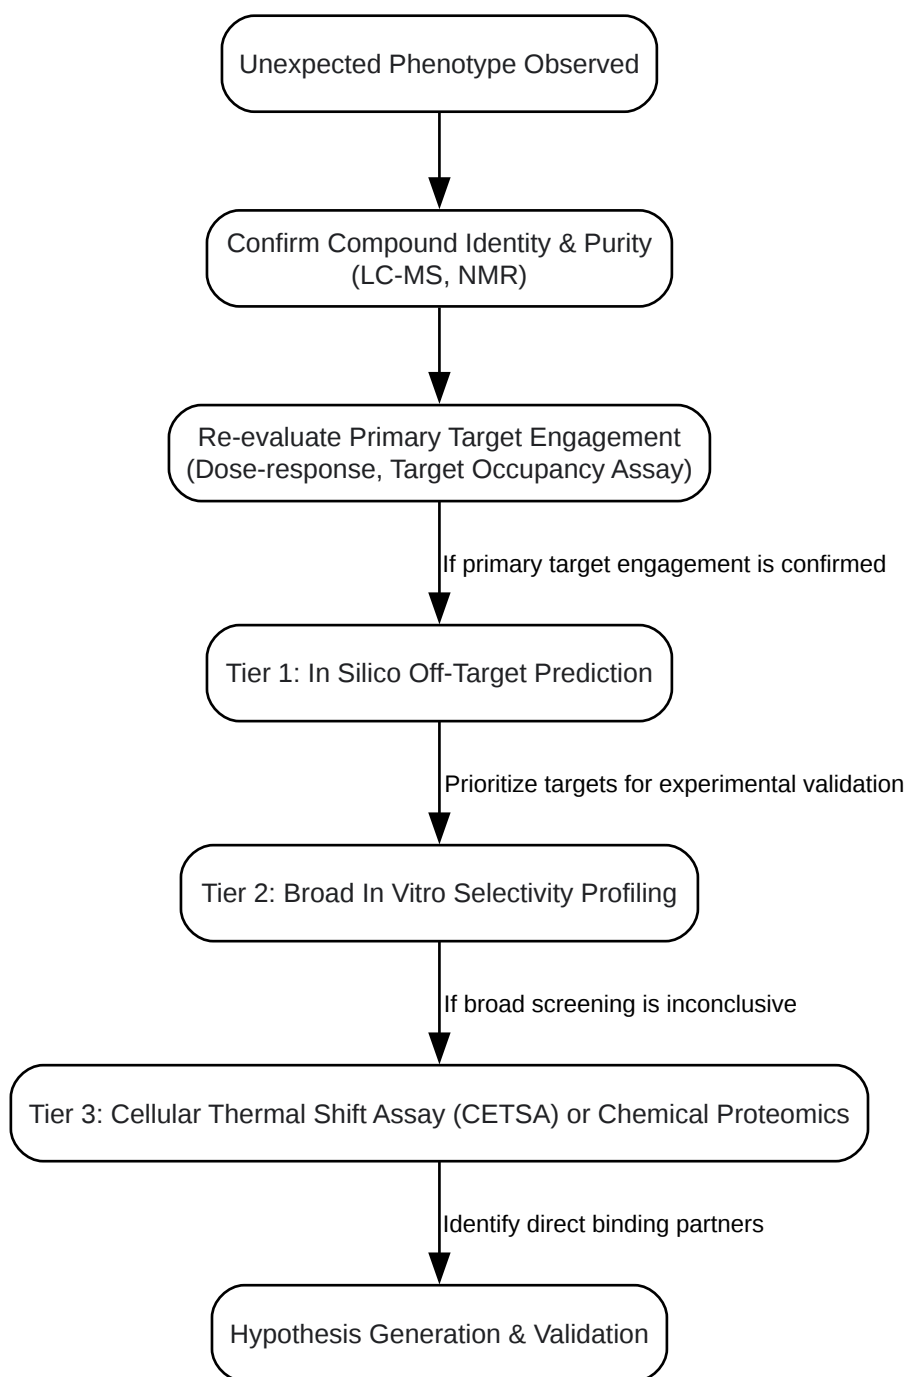 Unexpected Phenotype Observed
Confirm Compound Identity & Purity
(LC-MS, NMR)
Re-evaluate Primary Target Engagement
(Dose-response, Target Occupancy Assay)
If primary target engagement is confirmed
Tier 1: In Silico Off-Target Prediction
Prioritize targets for experimental validation
Tier 2: Broad In Vitro Selectivity Profiling
If broad screening is inconclusive
Tier 3: Cellular Thermal Shift Assay (CETSA) or Chemical Proteomics
Identify direct binding partners
Hypothesis Generation & Validation